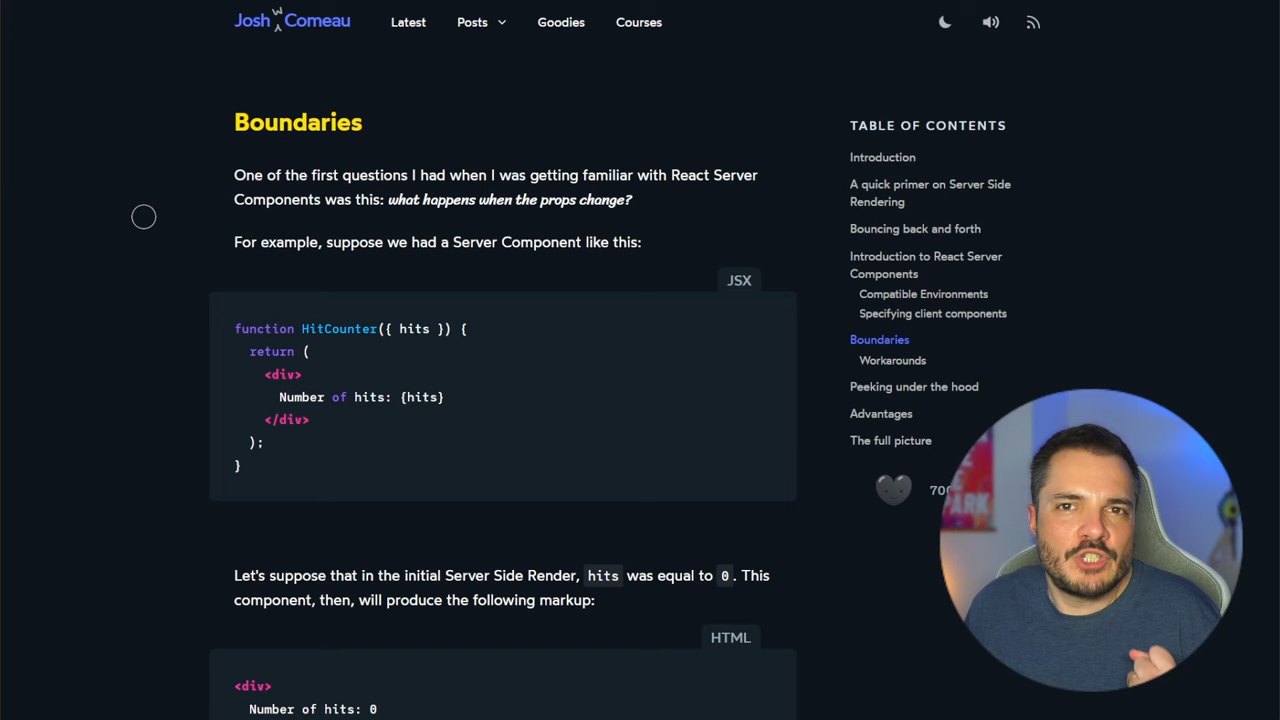 Josh W Comeau
Latest
Posts
Goodies
Courses
Boundaries
One of the first questions I had when I was getting familiar with React Server
Components was this: what happens when the props change?
For example, suppose we had a Server Component like this:
JSX
function HitCounter({ hits }) {
return (
<div>
Number of hits: {hits}
</div>
);
}
Let's suppose that in the initial Server Side Render, hits was equal to 0. This
component, then, will produce the following markup:
HTML
<div>
Number of hits: 0
TABLE OF CONTENTS
Introduction
A quick primer on Server Side
Rendering
Bouncing back and forth
Introduction to React Server
Components
Compatible Environments
Specifying client components
Boundaries
Workarounds
Peeking under the hood
Advantages
The full picture
PARK